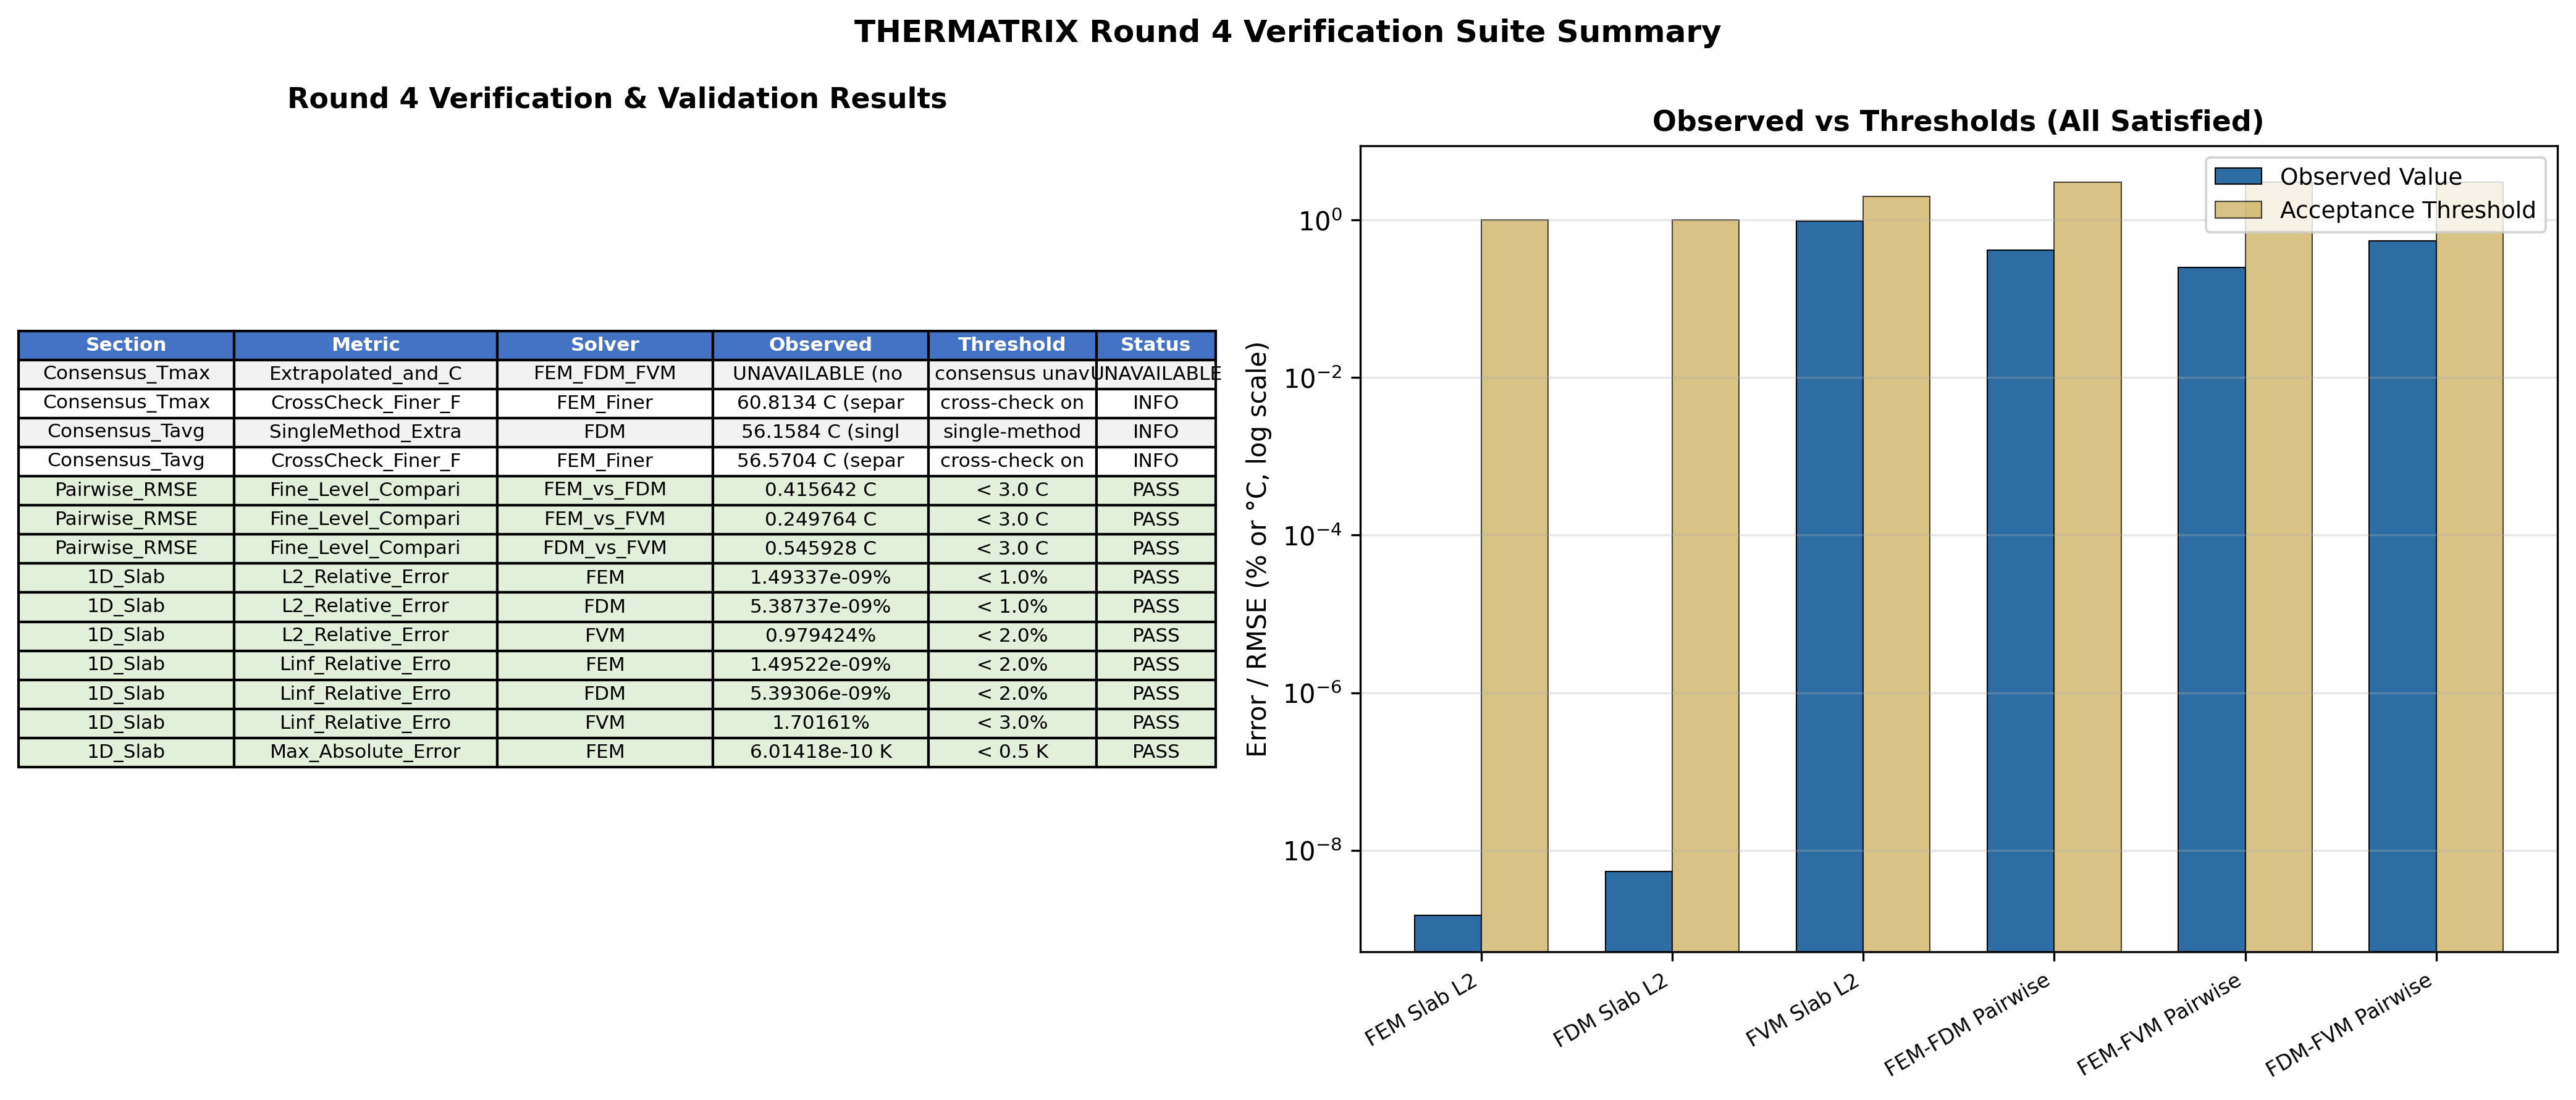 THERMATRIX Round 4 Verification Suite Summary
Round 4 Verification & Validation Results
Section Metric Solver Observed Threshold Status
Consensus_Tmax Extrapolated_and_C FEM_FDM_FVM UNAVAILABLE (no consensus unav UNAVAILABLE
Consensus_Tmax CrossCheck_Finer_F FEM_Finer 60.8134 C (separ cross-check on INFO
Consensus_Tavg SingleMethod_Extra FDM 56.1584 C (singl single-method INFO
Consensus_Tavg CrossCheck_Finer_F FEM_Finer 56.5704 C (separ cross-check on INFO
Pairwise_RMSE Fine_Level_Compari FEM_vs_FDM 0.415642 C < 3.0 C PASS
Pairwise_RMSE Fine_Level_Compari FEM_vs_FVM 0.249764 C < 3.0 C PASS
Pairwise_RMSE Fine_Level_Compari FDM_vs_FVM 0.545928 C < 3.0 C PASS
1D_Slab L2_Relative_Error FEM 1.49337e-09% < 1.0% PASS
1D_Slab L2_Relative_Error FDM 5.38737e-09% < 1.0% PASS
1D_Slab L2_Relative_Error FVM 0.979424% < 2.0% PASS
1D_Slab Linf_Relative_Erro FEM 1.49522e-09% < 2.0% PASS
1D_Slab Linf_Relative_Erro FDM 5.39306e-09% < 2.0% PASS
1D_Slab Linf_Relative_Erro FVM 1.70161% < 3.0% PASS
1D_Slab Max_Absolute_Error FEM 6.01418e-10 K < 0.5 K PASS
Observed vs Thresholds (All Satisfied)
Observed Value
Acceptance Threshold
Error / RMSE (% or °C, log scale)
10⁰
10⁻²
10⁻⁴
10⁻⁶
10⁻⁸
FEM Slab L2
FDM Slab L2
FVM Slab L2
FEM-FDM Pairwise
FEM-FVM Pairwise
FDM-FVM Pairwise